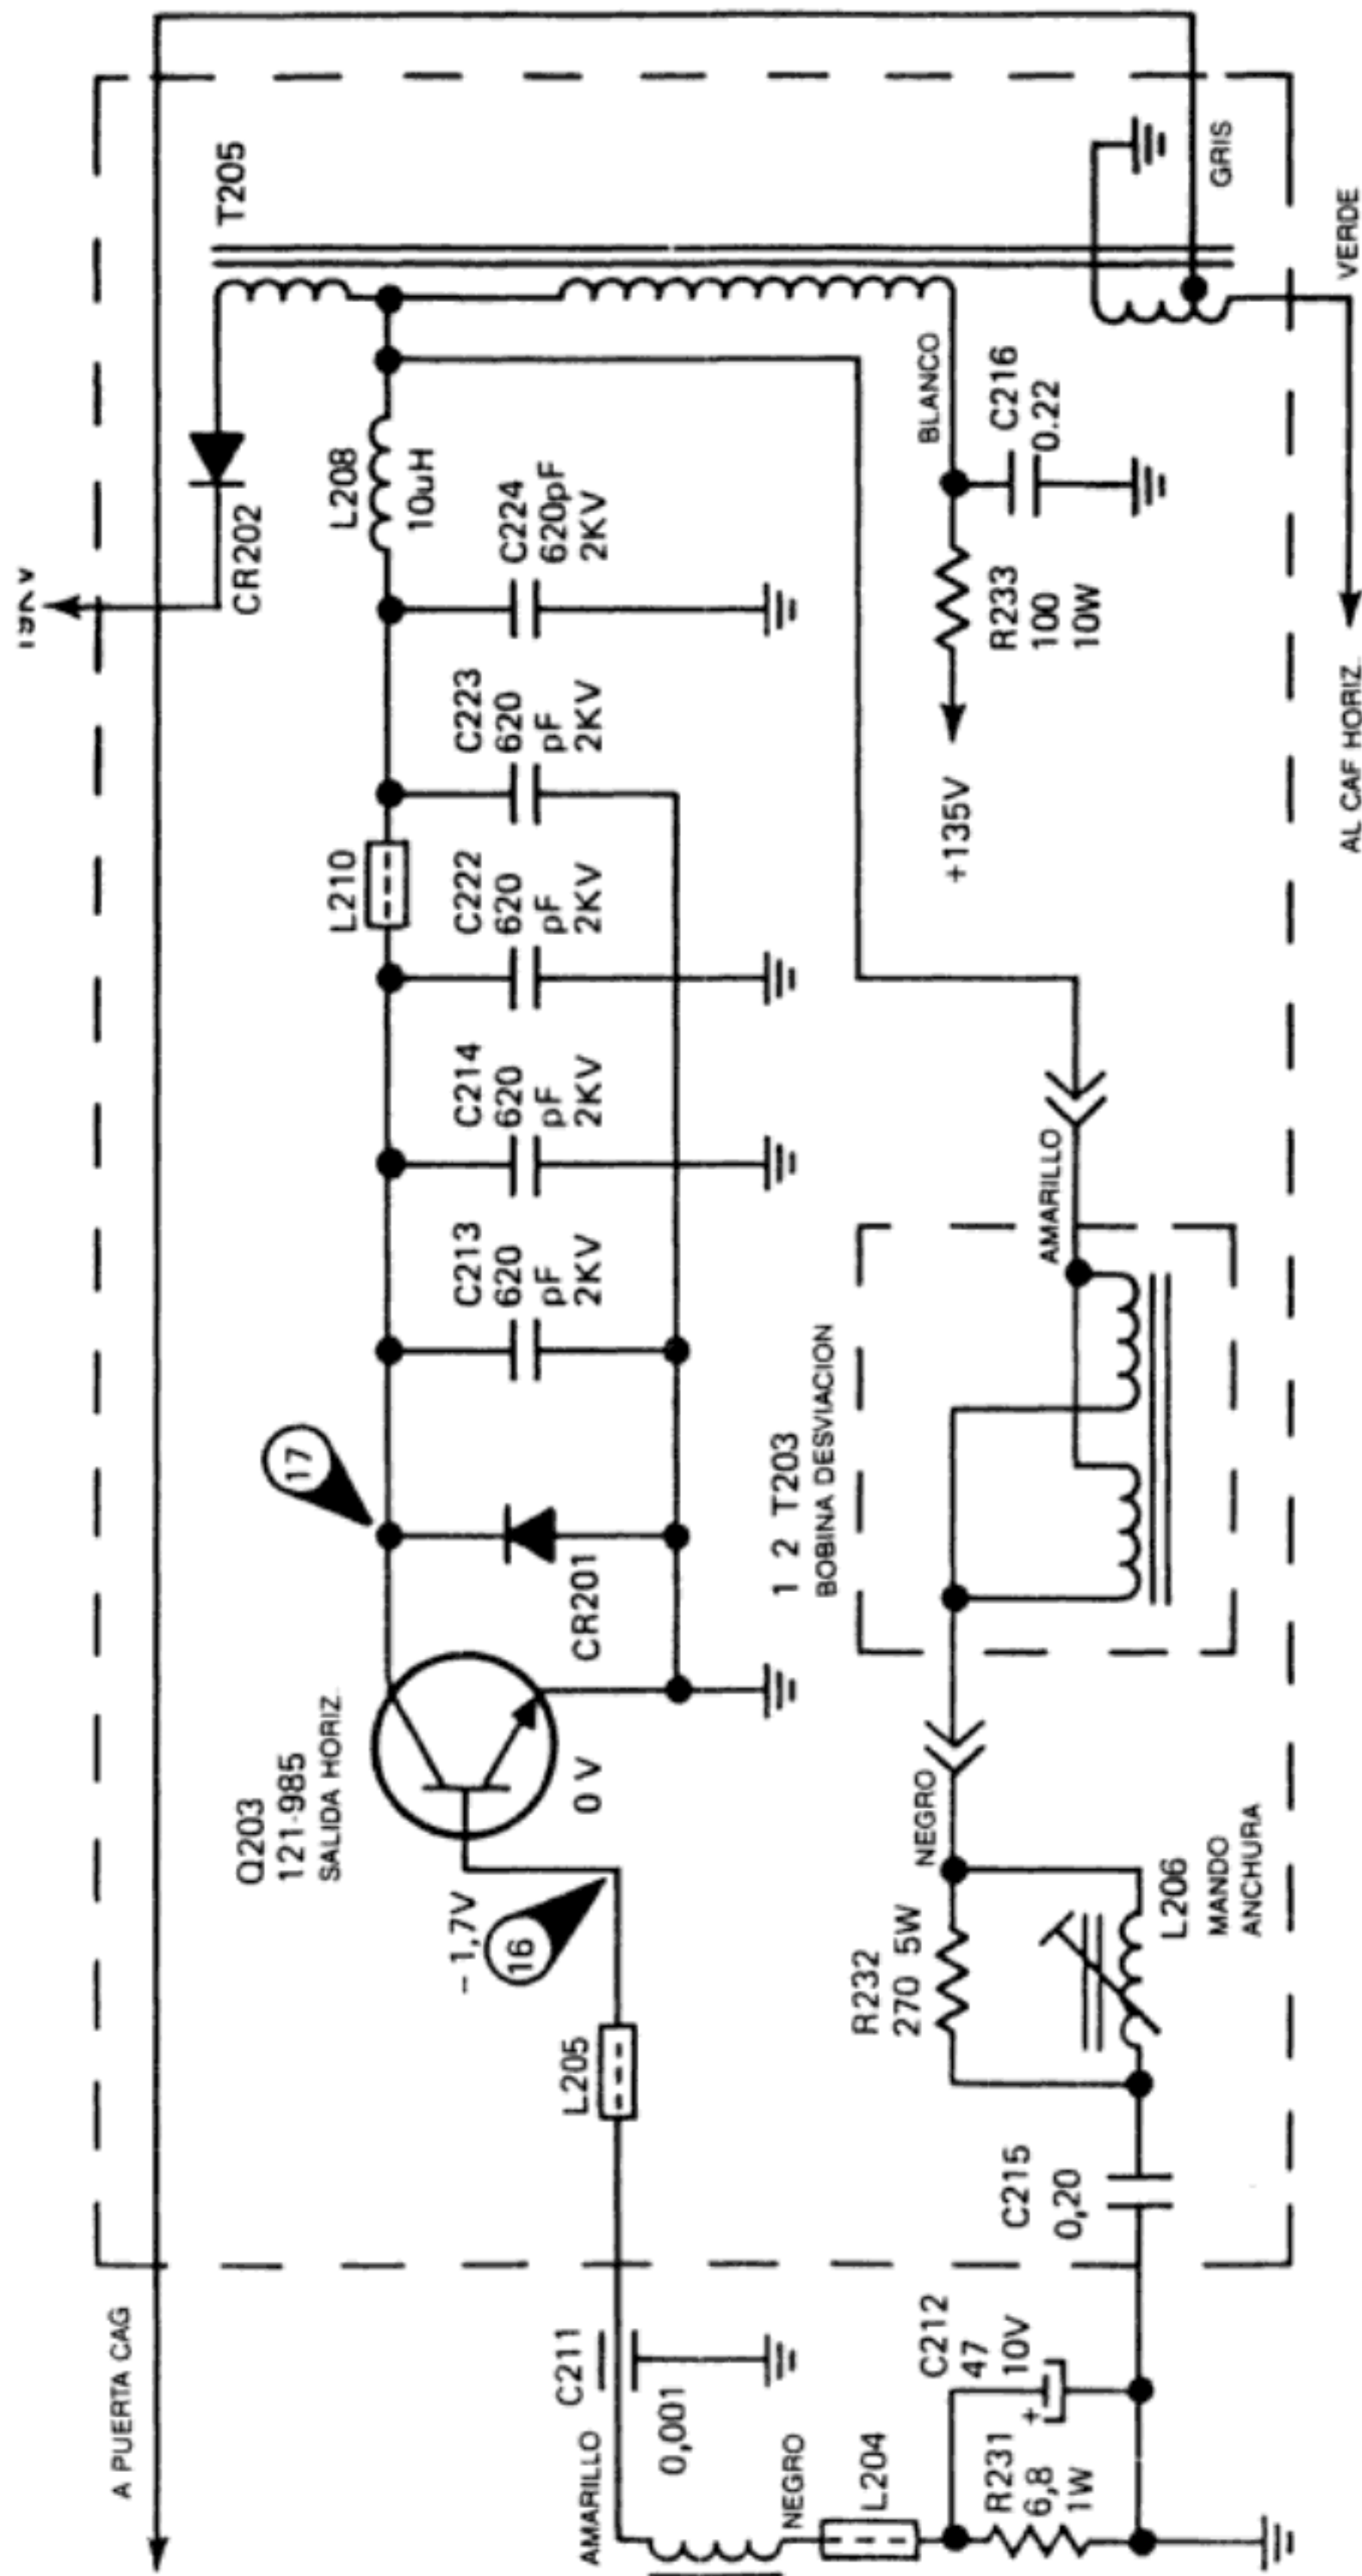 A PUERTA CAG
T205
CR202
L208
10uH
C224
620pF
2KV
C223
620
pF
2KV
L210
C222
620
pF
2KV
C214
620
pF
2KV
C213
620
pF
2KV
17
CR201
Q203
121-985
SALIDA HORIZ.
0 V
- 1,7V
16
L205
C211
0,001
AMARILLO
NEGRO
L204
C212
47
10V
+
R231
6,8
1W
C215
0,20
R232
270 5W
L206
MANDO
ANCHURA
NEGRO
1 2 T203
BOBINA DESVIACION
AMARILLO
+135V
R233
100
10W
C216
0.22
BLANCO
GRIS
VERDE
AL CAF HORIZ.